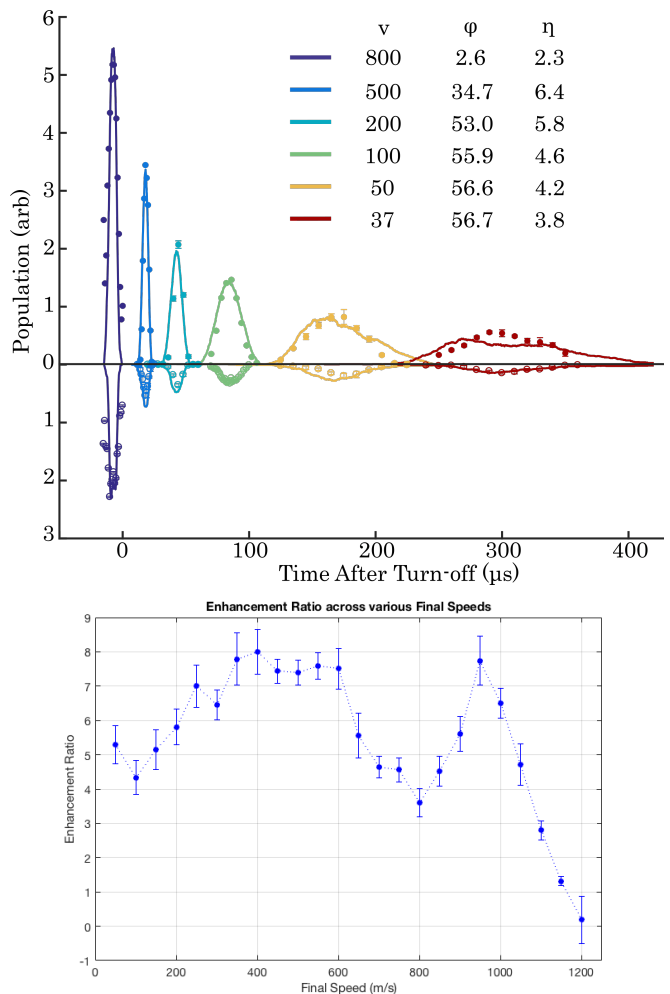 v φ η
800 2.6 2.3
500 34.7 6.4
200 53.0 5.8
100 55.9 4.6
50 56.6 4.2
37 56.7 3.8
Population (arb)
6
5
4
3
2
1
0
1
2
3
0 100 200 300 400
Time After Turn-off (µs)
Enhancement Ratio across various Final Speeds
Enhancement Ratio
9
8
7
6
5
4
3
2
1
0
-1
0 200 400 600 800 1000 1200
Final Speed (m/s)